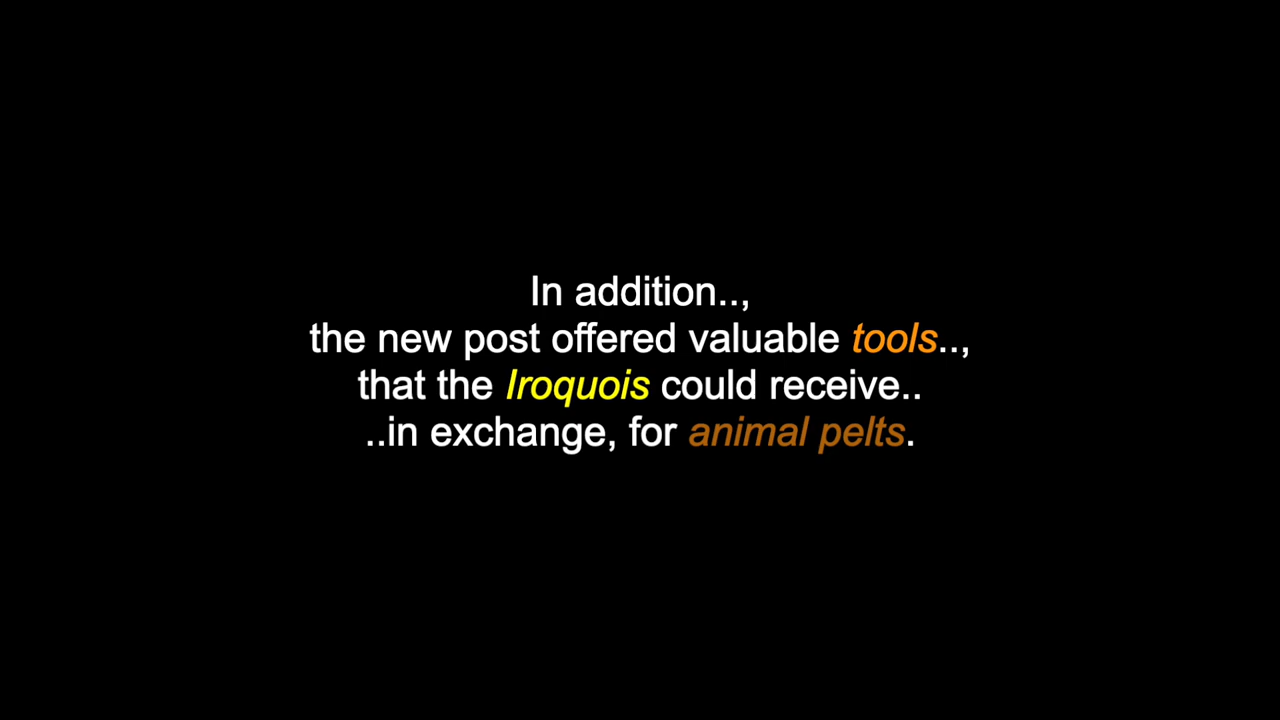 In addition..,
the new post offered valuable tools..,
that the Iroquois could receive..
..in exchange, for animal pelts.